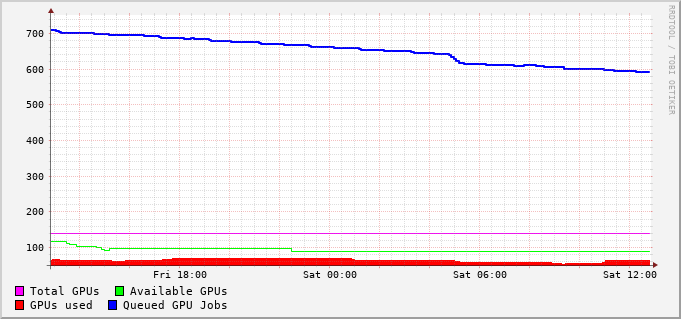 RRDTOOL / TOBI OETIKER
700
600
500
400
300
200
100
Fri 18:00 Sat 00:00 Sat 06:00 Sat 12:00
Total GPUs Available GPUs
GPUs used Queued GPU Jobs